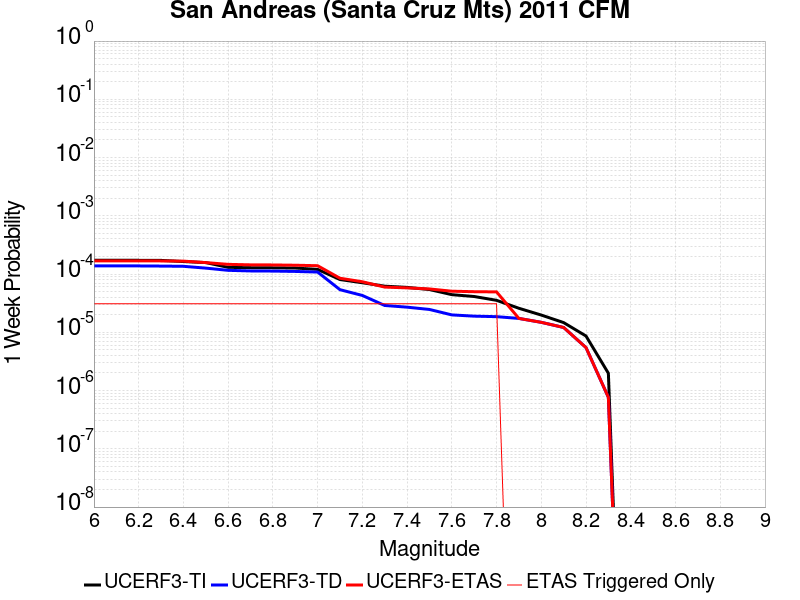 San Andreas (Santa Cruz Mts) 2011 CFM
10^0
10^-1
10^-2
10^-3
10^-4
10^-5
10^-6
10^-7
10^-8
1 Week Probability
6 6.2 6.4 6.6 6.8 7 7.2 7.4 7.6 7.8 8 8.2 8.4 8.6 8.8 9
Magnitude
UCERF3-TI UCERF3-TD UCERF3-ETAS ETAS Triggered Only